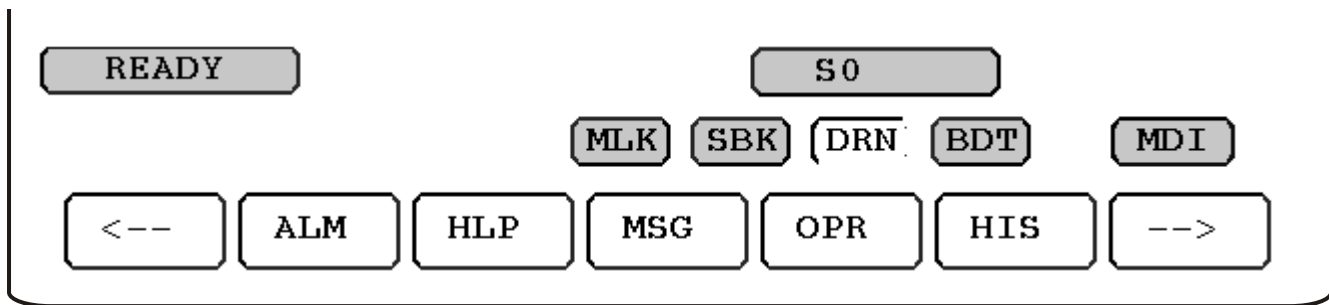 READY S0
MLK SBK DRN BDT MDI
<-- ALM HLP MSG OPR HIS -->